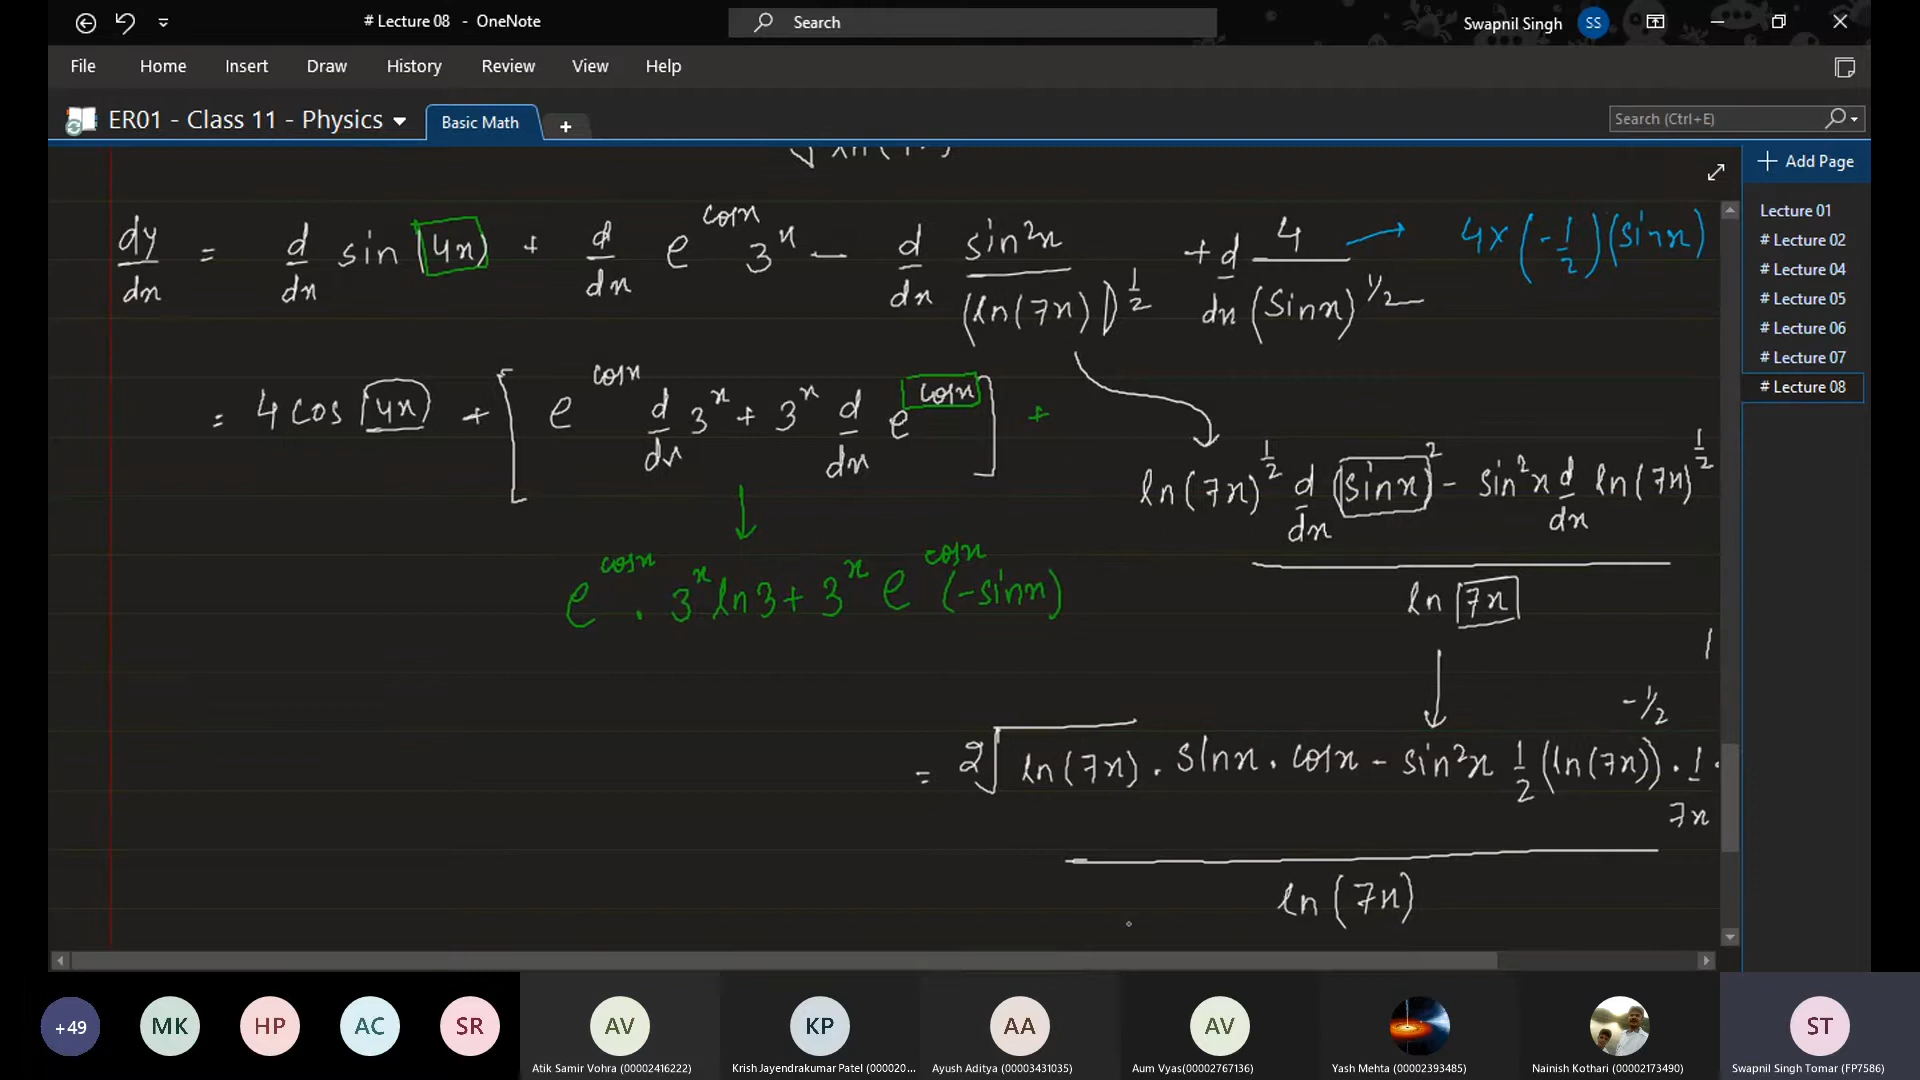 # Lecture 08 - OneNote
Search
Swapnil Singh
SS
File Home Insert Draw History Review View Help
ER01 - Class 11 - Physics
Basic Math
+
Search (Ctrl+E)
Add Page
Lecture 01
# Lecture 02
# Lecture 04
# Lecture 05
# Lecture 06
# Lecture 07
# Lecture 08
dy/dx = d/dx sin(4x) + d/dx e^cosx 3^x - d/dx sin²x/(ln(7x))^1/2 + d/dx 4/(sinx)^1/2 → 4x(-1/2)(sinx)
= 4cos(4x) + [e^cosx d/dx 3^x + 3^x d/dx e^cosx] +
ln(7x)^1/2 d/dx (sinx)² - sin²x d/dx ln(7x)^1/2
ln 7x
e^cosx . 3^x ln3 + 3^x e^cosx (-sinx)
= 2√ln(7x) . sinx . cosx - sin²x 1/2 (ln(7x))^-1/2 . 1/7x .
ln(7x)
+49
MK
HP
AC
SR
AV
KP
AA
AV
ST
Atik Samir Vohra (00002416222)
Krish Jayendrakumar Patel (000020...
Ayush Aditya (00003431035)
Aum Vyas(00002767136)
Yash Mehta (00002393485)
Nainish Kothari (00002173490)
Swapnil Singh Tomar (FP7586)